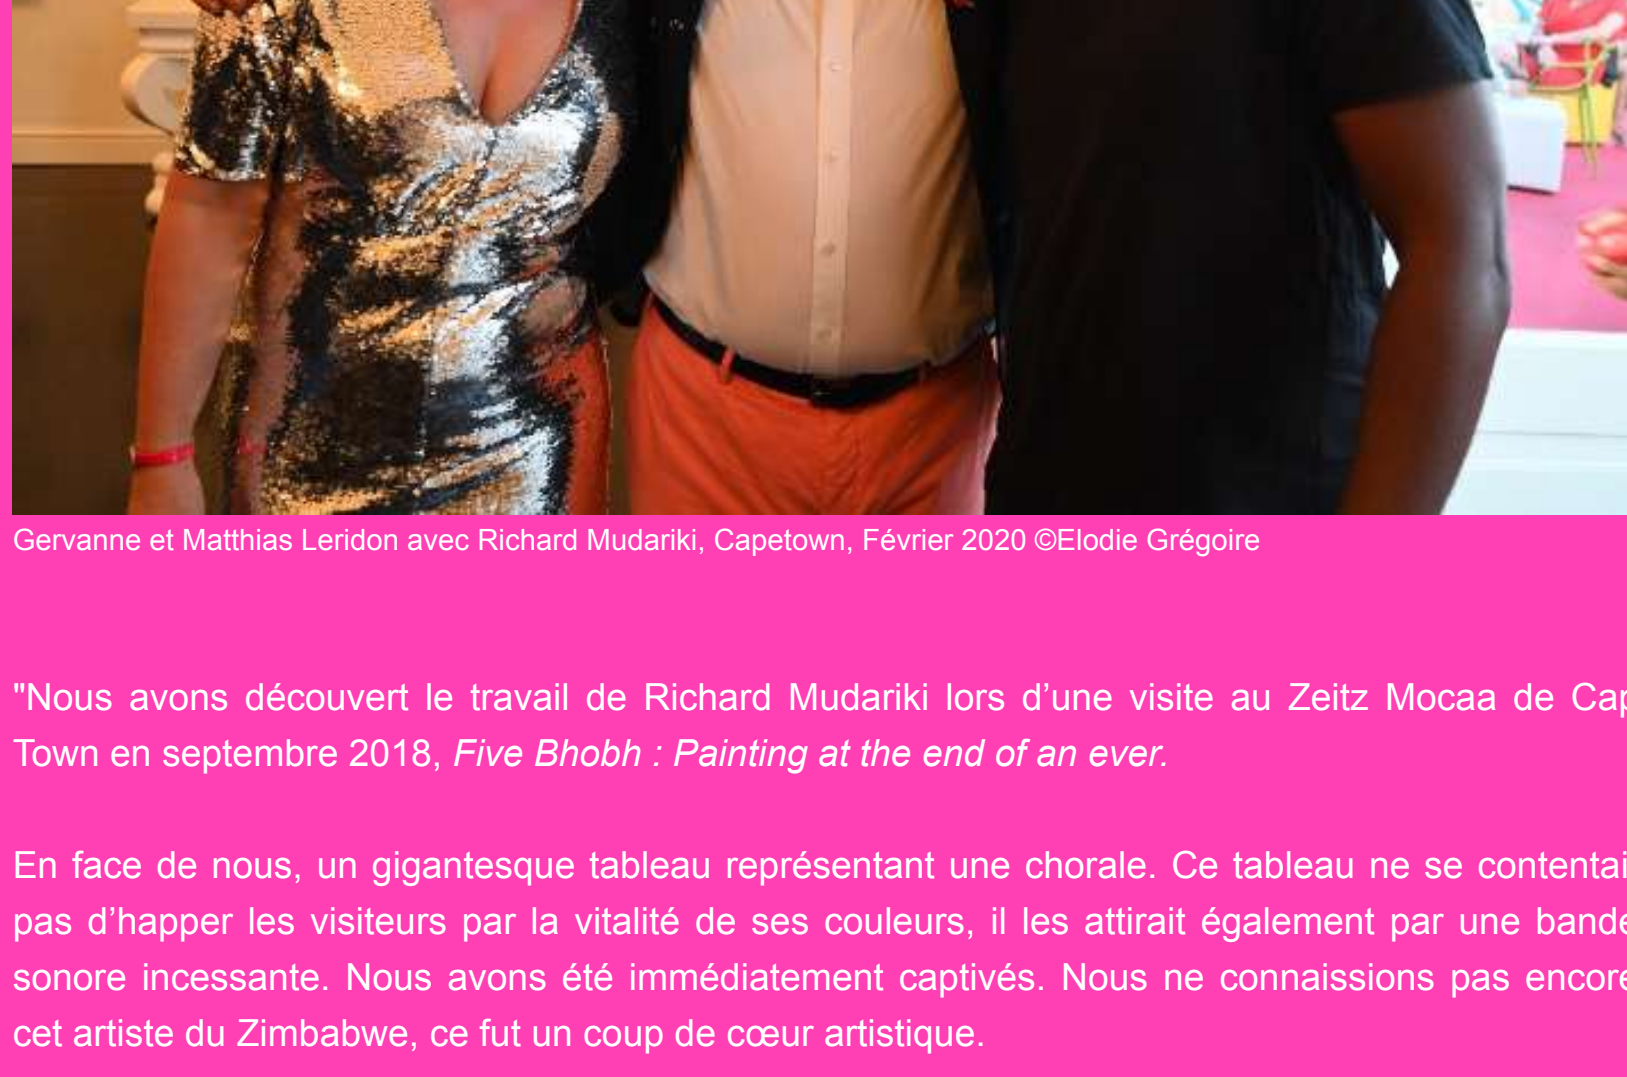 Gervanne et Matthias Leridon avec Richard Mudariki, Capetown, Février 2020 ©Elodie Grégoire
"Nous avons découvert le travail de Richard Mudariki lors d’une visite au Zeitz Mocaa de Cap
Town en septembre 2018, Five Bhobh : Painting at the end of an ever.
En face de nous, un gigantesque tableau représentant une chorale. Ce tableau ne se contentai
pas d’happer les visiteurs par la vitalité de ses couleurs, il les attirait également par une bande
sonore incessante. Nous avons été immédiatement captivés. Nous ne connaissions pas encore
cet artiste du Zimbabwe, ce fut un coup de cœur artistique.